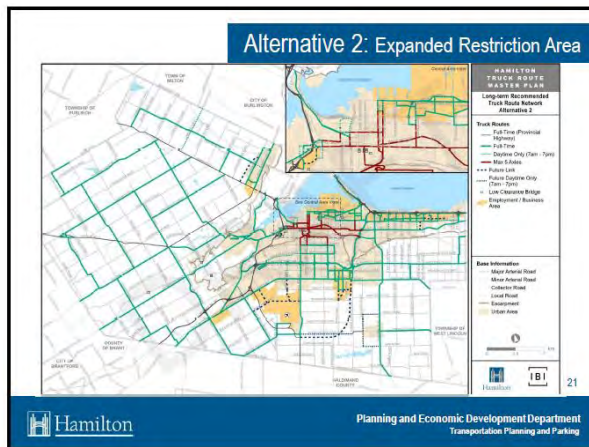 Alternative 2: Expanded Restriction Area
HAMILTON
TRUCK ROUTE
MASTER PLAN
Long-term Recommended
Truck Route Network
Alternative 2
Truck Routes
Full Time (Provincial
Highway)
Full Time
Daytime Only (7am - 7pm)
Max 5 Axles
Future Link
Future Daytime Only
(7am - 7pm)
Low Clearance Bridge
Employment / Business
Area
Base Information
Major Arterial Road
Minor Arterial Road
Collector Road
Local Road
Escarpment
Urban Area
TOWN OF
MILTON
CITY OF
BURLINGTON
TOWNSHIP OF
PUSLINCH
TOWNSHIP OF
WEST LINCOLN
COUNTY
OF BRANT
CITY OF
BRANTFORD
HALDIMAND
COUNTY
Hamilton
IBI
21
Hamilton
Planning and Economic Development Department
Transportation Planning and Parking